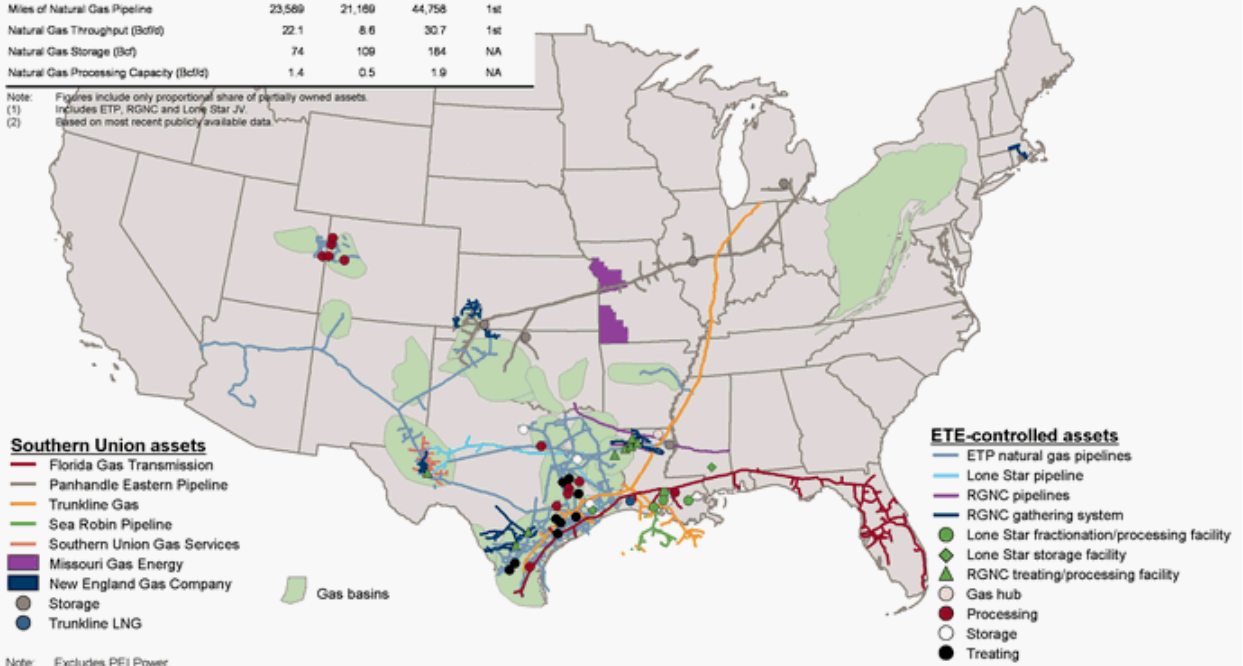 Miles of Natural Gas Pipeline 23,589 21,169 44,758 1st
Natural Gas Throughput (Bcf/d) 22.1 8.6 30.7 1st
Natural Gas Storage (Bcf) 74 109 184 NA
Natural Gas Processing Capacity (Bcf/d) 1.4 0.5 1.9 NA
Note: Figures include only proportional share of partially owned assets.
(1) Includes ETP, RGNC and Lone Star JV.
(2) Based on most recent publicly available data.
Southern Union assets
Florida Gas Transmission
Panhandle Eastern Pipeline
Trunkline Gas
Sea Robin Pipeline
Southern Union Gas Services
Missouri Gas Energy
New England Gas Company
Storage
Trunkline LNG
Gas basins
ETE-controlled assets
ETP natural gas pipelines
Lone Star pipeline
RGNC pipelines
RGNC gathering system
Lone Star fractionation/processing facility
Lone Star storage facility
RGNC treating/processing facility
Gas hub
Processing
Storage
Treating
Note: Excludes PEI Power